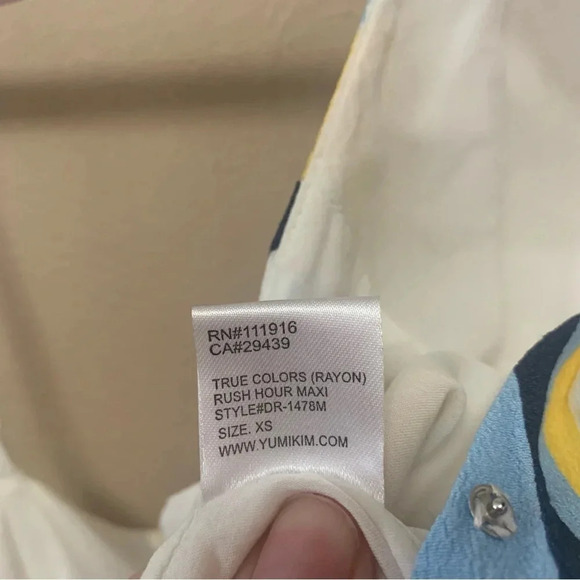 RN#111916
CA#29439
TRUE COLORS (RAYON)
RUSH HOUR MAXI
STYLE#DR-1478M
SIZE. XS
WWW.YUMIKIM.COM